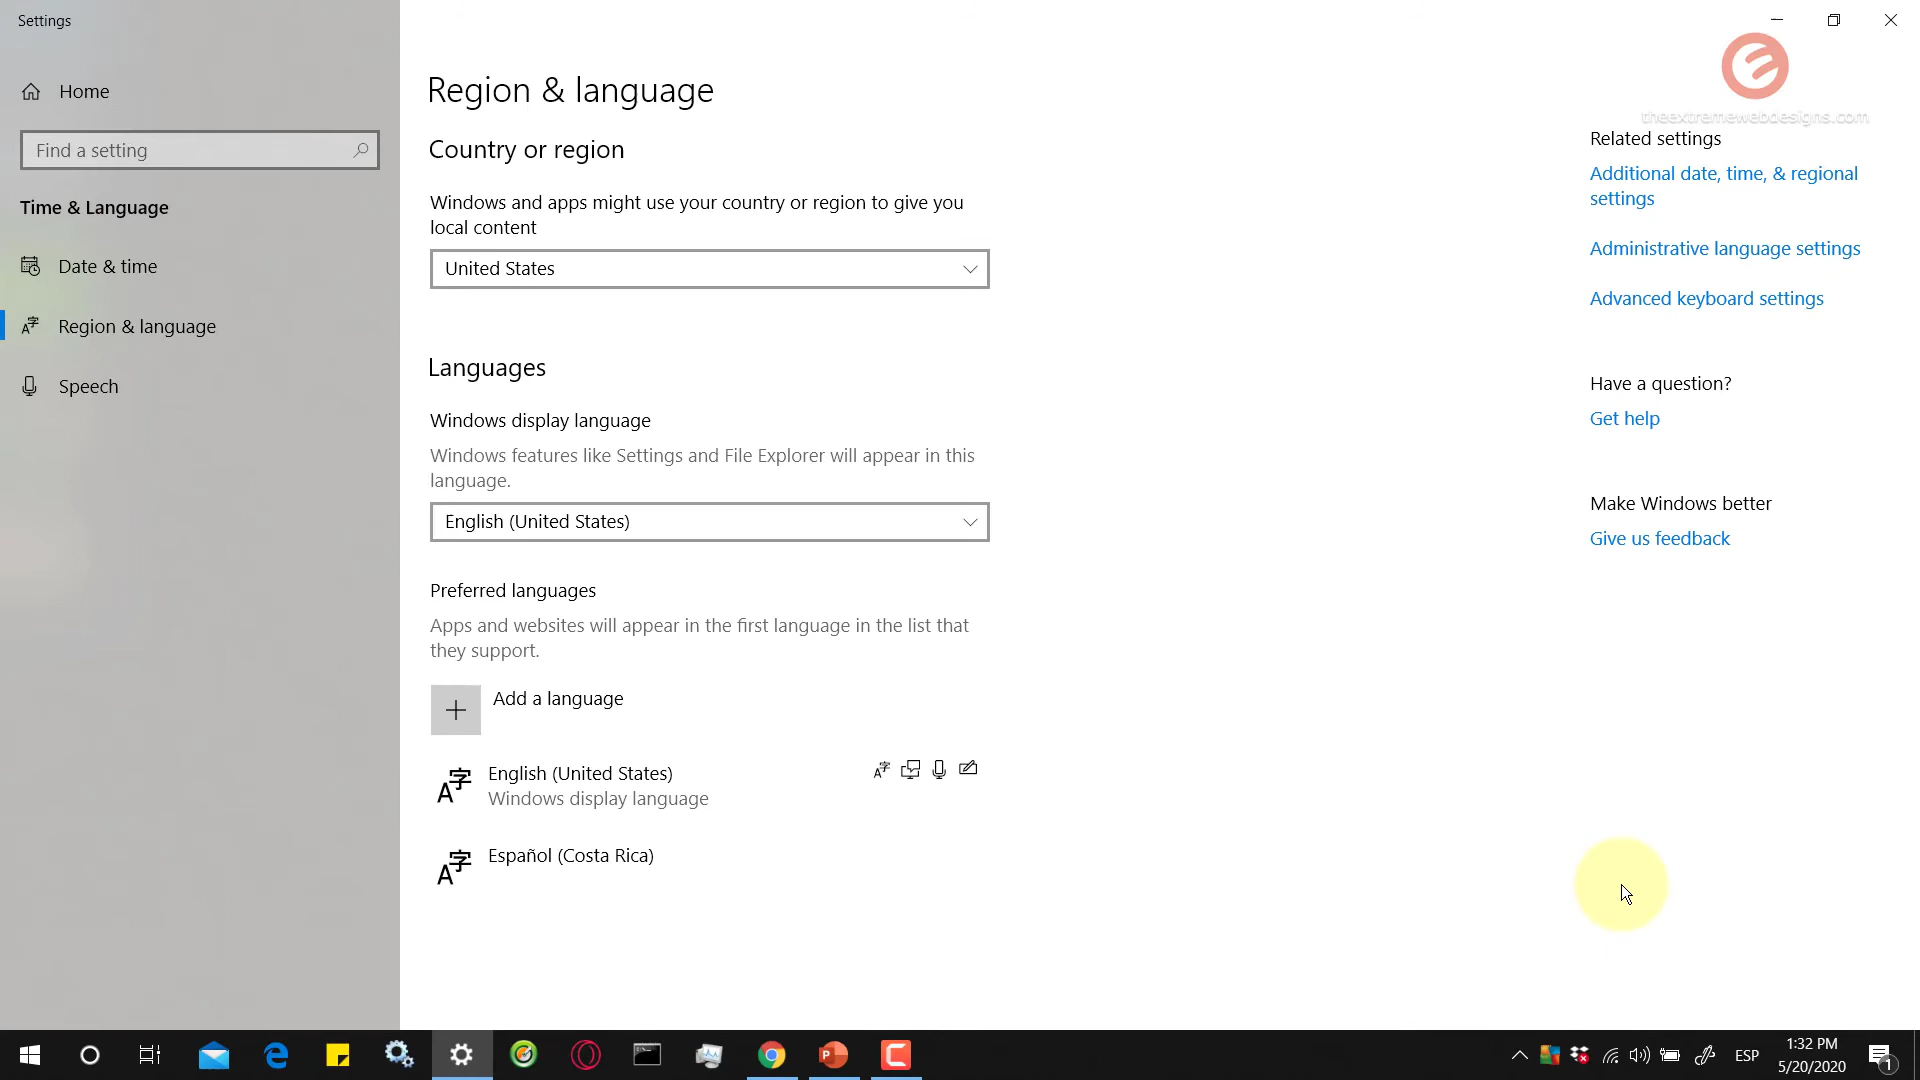 Settings
Home
Find a setting
Time & Language
Date & time
Region & language
Speech
Region & language
Country or region
Windows and apps might use your country or region to give you
local content
United States
Languages
Windows display language
Windows features like Settings and File Explorer will appear in this
language.
English (United States)
Preferred languages
Apps and websites will appear in the first language in the list that
they support.
Add a language
English (United States)
Windows display language
Español (Costa Rica)
theextremewebdesigns.com
Related settings
Additional date, time, & regional
settings
Administrative language settings
Advanced keyboard settings
Have a question?
Get help
Make Windows better
Give us feedback
ESP
1:32 PM
5/20/2020
1